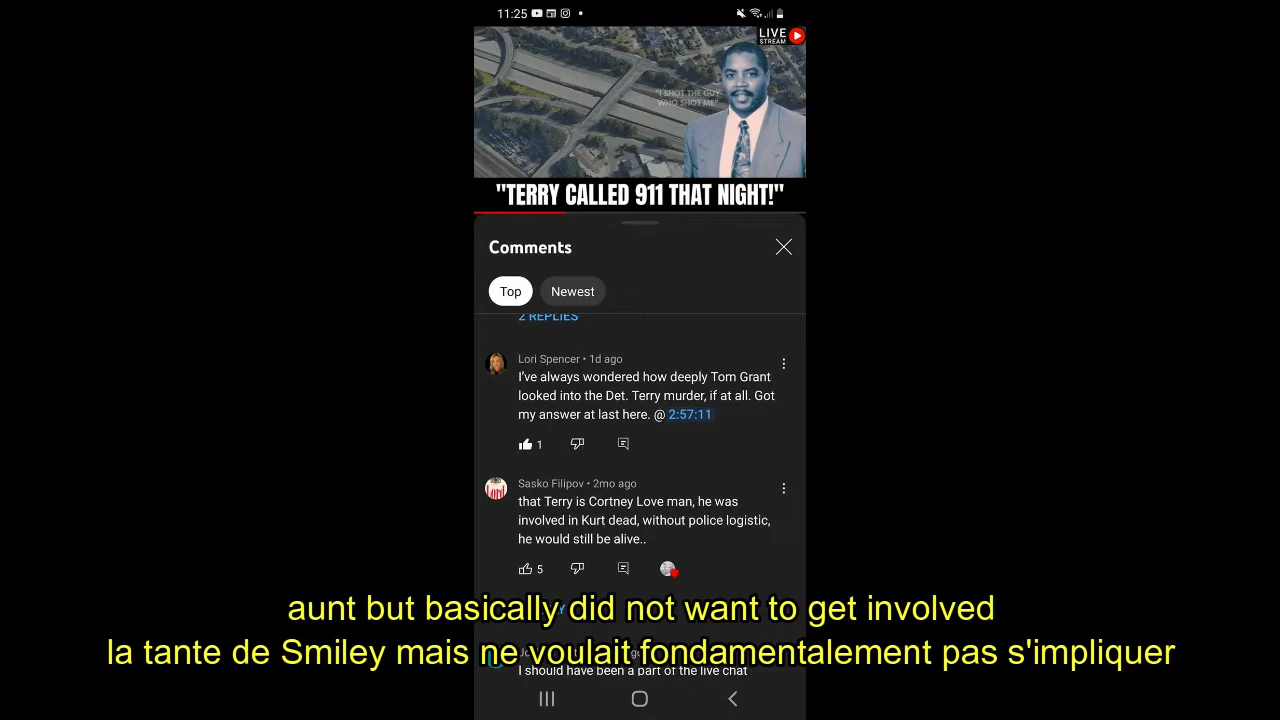 11:25
LIVE
STREAM
"I SHOT THE GUY
WHO SHOT ME"
"TERRY CALLED 911 THAT NIGHT!"
Comments
Top
Newest
2 REPLIES
Lori Spencer • 1d ago
I've always wondered how deeply Tom Grant
looked into the Det. Terry murder, if at all. Got
my answer at last here. @ 2:57:11
1
Sasko Filipov • 2mo ago
that Terry is Cortney Love man, he was
involved in Kurt dead, without police logistic,
he would still be alive..
5
aunt but basically did not want to get involved
la tante de Smiley mais ne voulait fondamentalement pas s'impliquer
I should have been a part of the live chat